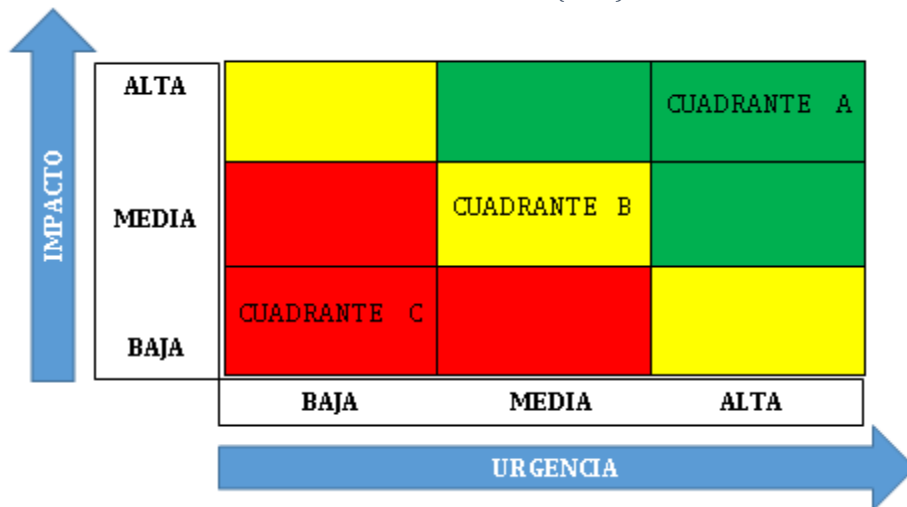 ALTA
CUADRANTE A
IMPACTO
MEDIA
CUADRANTE B
CUADRANTE C
BAJA
BAJA MEDIA ALTA
URGENCIA